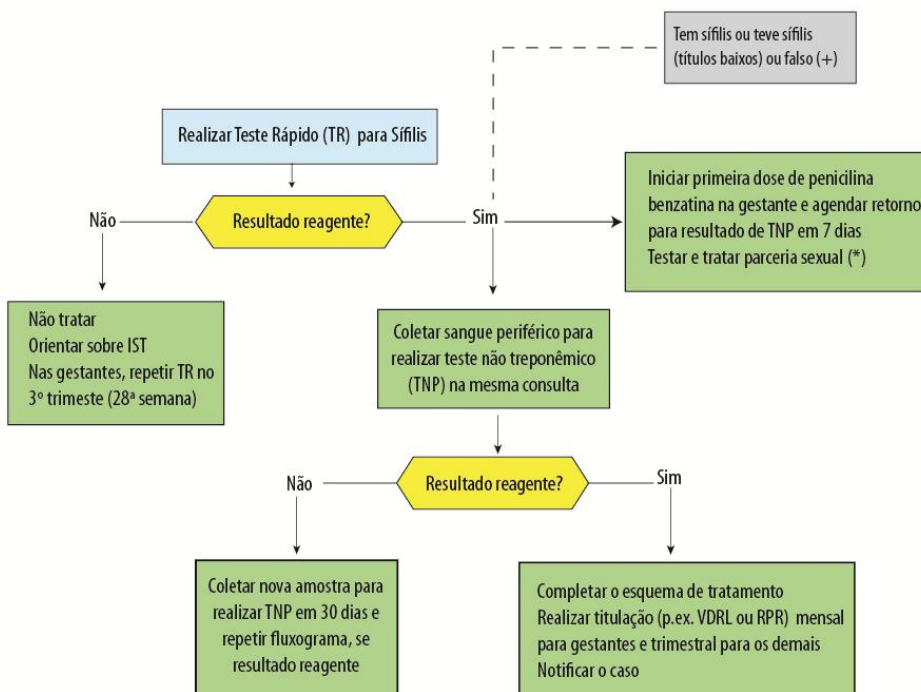 Tem sífilis ou teve sífilis
(títulos baixos) ou falso (+)
Realizar Teste Rápido (TR) para Sífilis
Não
Resultado reagente?
Sim
Iniciar primeira dose de penicilina
benzatina na gestante e agendar retorno
para resultado de TNP em 7 dias
Testar e tratar parceria sexual (*)
Não tratar
Orientar sobre IST
Nas gestantes, repetir TR no
3º trimeste (28ª semana)
Coletar sangue periférico para
realizar teste não treponêmico
(TNP) na mesma consulta
Não
Resultado reagente?
Sim
Coletar nova amostra para
realizar TNP em 30 dias e
repetir fluxograma, se
resultado reagente
Completar o esquema de tratamento
Realizar titulação (p.ex. VDRL ou RPR) mensal
para gestantes e trimestral para os demais
Notificar o caso